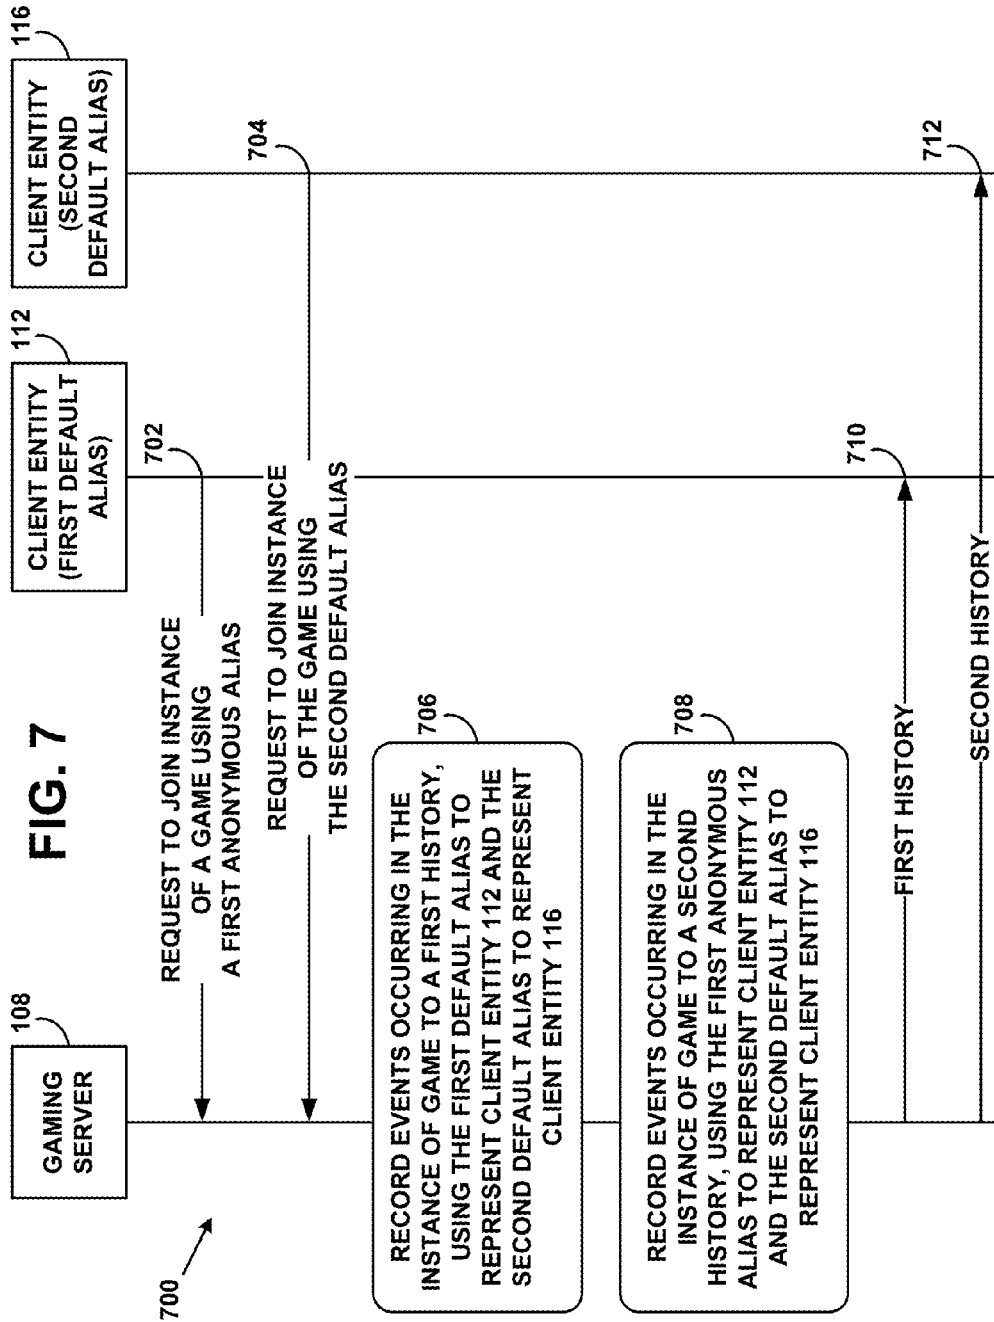 FIG. 7
700
GAMING
SERVER
108
CLIENT ENTITY
(FIRST DEFAULT
ALIAS)
112
CLIENT ENTITY
(SECOND
DEFAULT ALIAS)
116
702
REQUEST TO JOIN INSTANCE
OF A GAME USING
A FIRST ANONYMOUS ALIAS
704
REQUEST TO JOIN INSTANCE
OF THE GAME USING
THE SECOND DEFAULT ALIAS
706
RECORD EVENTS OCCURRING IN THE
INSTANCE OF GAME TO A FIRST HISTORY,
USING THE FIRST DEFAULT ALIAS TO
REPRESENT CLIENT ENTITY 112 AND THE
SECOND DEFAULT ALIAS TO REPRESENT
CLIENT ENTITY 116
708
RECORD EVENTS OCCURRING IN THE
INSTANCE OF GAME TO A SECOND
HISTORY, USING THE FIRST ANONYMOUS
ALIAS TO REPRESENT CLIENT ENTITY 112
AND THE SECOND DEFAULT ALIAS TO
REPRESENT CLIENT ENTITY 116
FIRST HISTORY
710
SECOND HISTORY
712